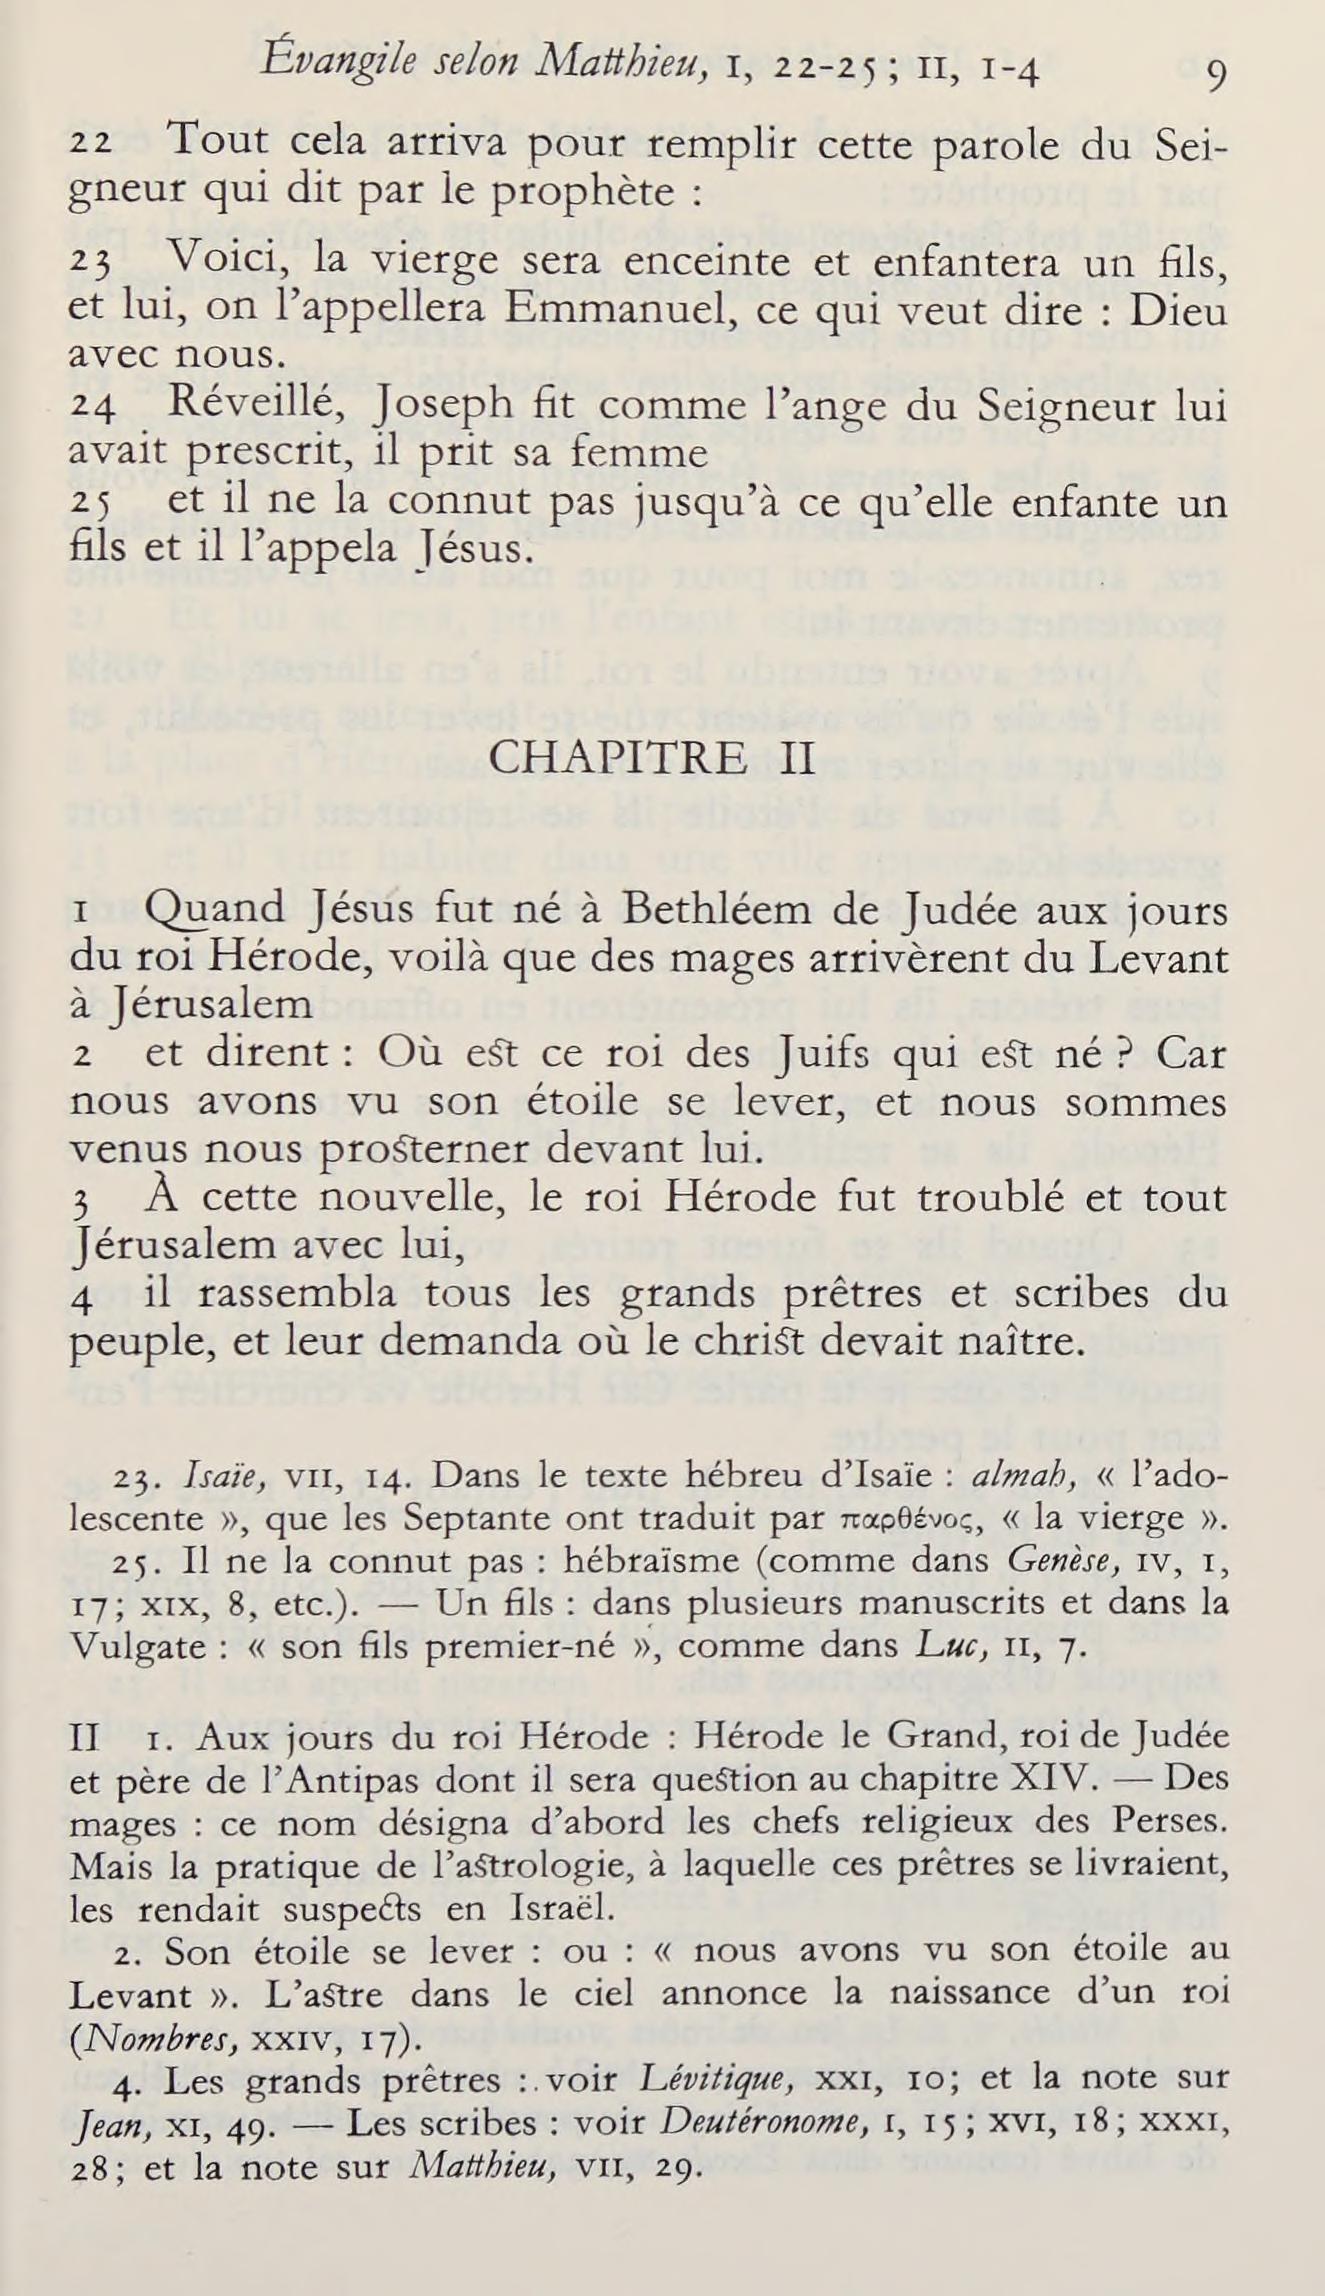 Évangile selon Matthieu, I, 22-25 ; II, 1-4 9
22 Tout cela arriva pour remplir cette parole du Sei-
gneur qui dit par le prophète :
23 Voici, la vierge sera enceinte et enfantera un fils,
et lui, on l’appellera Emmanuel, ce qui veut dire : Dieu
avec nous.
24 Réveillé, Joseph fit comme l’ange du Seigneur lui
avait prescrit, il prit sa femme
25 et il ne la connut pas jusqu’à ce qu’elle enfante un
fils et il l’appela Jésus.
CHAPITRE II
1 Quand Jésus fut né à Bethléem de Judée aux jours
du roi Hérode, voilà que des mages arrivèrent du Levant
à Jérusalem
2 et dirent : Où est ce roi des Juifs qui est né ? Car
nous avons vu son étoile se lever, et nous sommes
venus nous prosterner devant lui.
3 À cette nouvelle, le roi Hérode fut troublé et tout
Jérusalem avec lui,
4 il rassembla tous les grands prêtres et scribes du
peuple, et leur demanda où le christ devait naître.
23. Isaïe, VII, 14. Dans le texte hébreu d’Isaïe : almah, « l’ado-
lescente », que les Septante ont traduit par παρθένος, « la vierge ».
25. Il ne la connut pas : hébraïsme (comme dans Genèse, IV, 1,
17; XIX, 8, etc.). — Un fils : dans plusieurs manuscrits et dans la
Vulgate : « son fils premier-né », comme dans Luc, II, 7.
II 1. Aux jours du roi Hérode : Hérode le Grand, roi de Judée
et père de l’Antipas dont il sera question au chapitre XIV. — Des
mages : ce nom désigna d’abord les chefs religieux des Perses.
Mais la pratique de l’astrologie, à laquelle ces prêtres se livraient,
les rendait suspects en Israël.
2. Son étoile se lever : ou : « nous avons vu son étoile au
Levant ». L’astre dans le ciel annonce la naissance d’un roi
(Nombres, XXIV, 17).
4. Les grands prêtres : voir Lévitique, XXI, 10; et la note sur
Jean, XI, 49. — Les scribes : voir Deutéronome, I, 15 ; XVI, 18 ; XXXI,
28 ; et la note sur Matthieu, VII, 29.